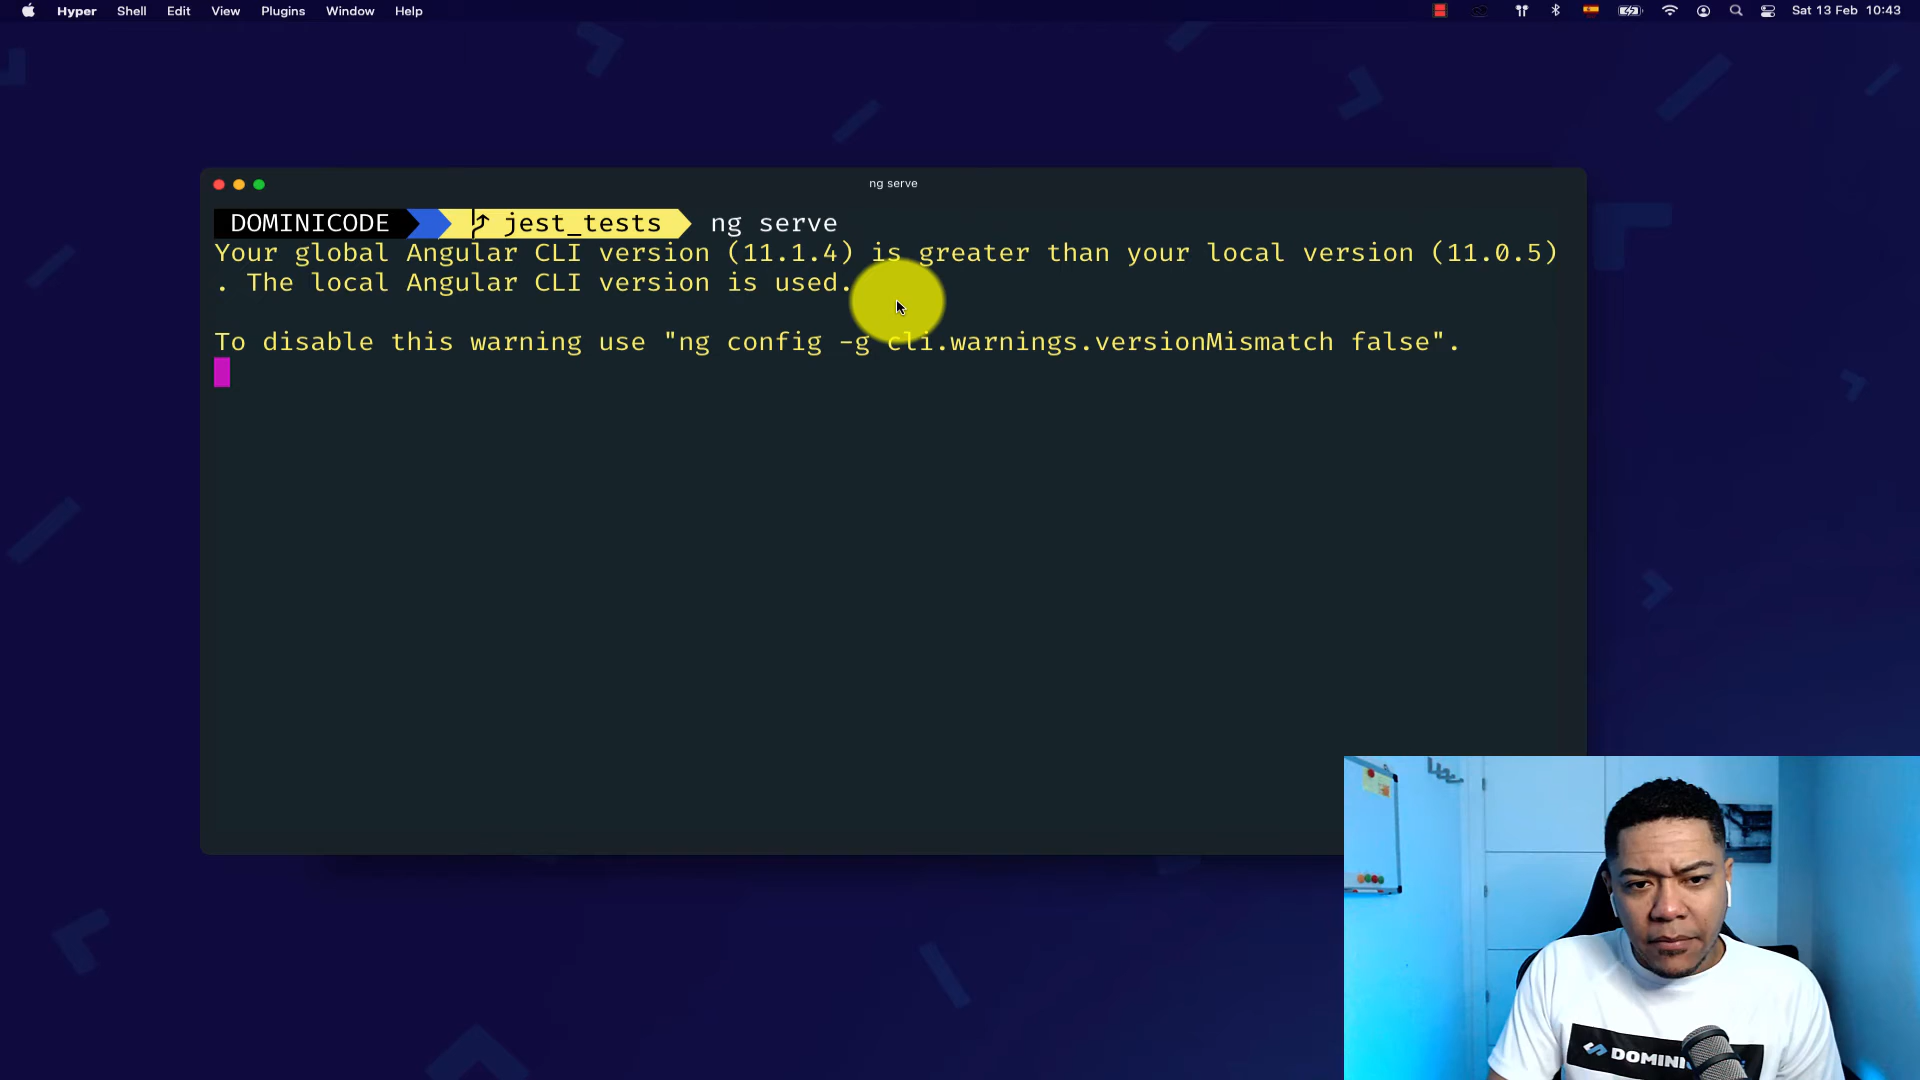 Hyper Shell Edit View Plugins Window Help Sat 13 Feb 10:43
ng serve
DOMINICODE jest_tests ng serve
Your global Angular CLI version (11.1.4) is greater than your local version (11.0.5)
. The local Angular CLI version is used.
To disable this warning use "ng config -g cli.warnings.versionMismatch false".